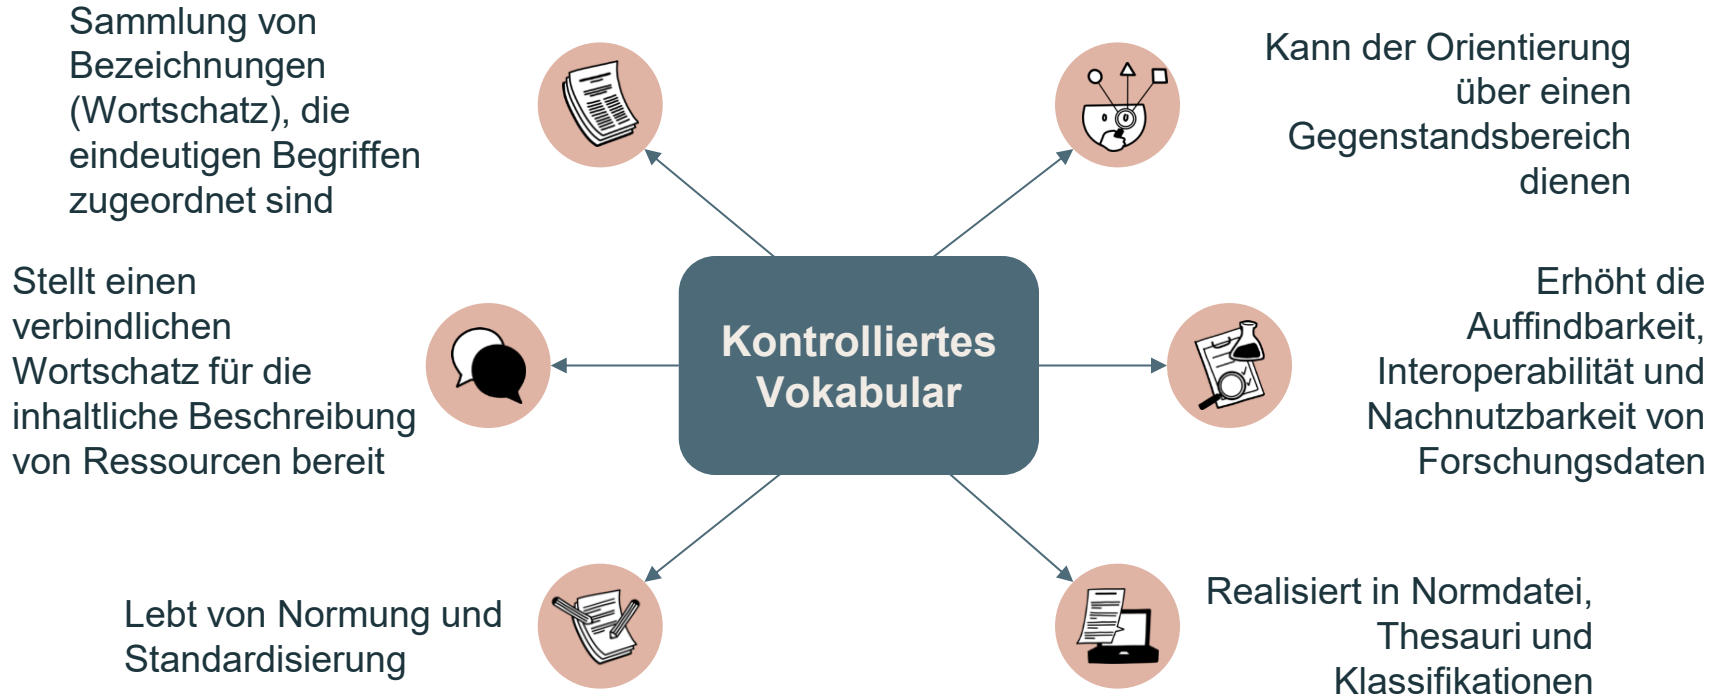 Sammlung von
Bezeichnungen
(Wortschatz), die
eindeutigen Begriffen
zugeordnet sind
Kann der Orientierung
über einen
Gegenstandsbereich
dienen
Stellt einen
verbindlichen
Wortschatz für die
inhaltliche Beschreibung
von Ressourcen bereit
Kontrolliertes
Vokabular
Erhöht die
Auffindbarkeit,
Interoperabilität und
Nachnutzbarkeit von
Forschungsdaten
Lebt von Normung und
Standardisierung
Realisiert in Normdatei,
Thesauri und
Klassifikationen